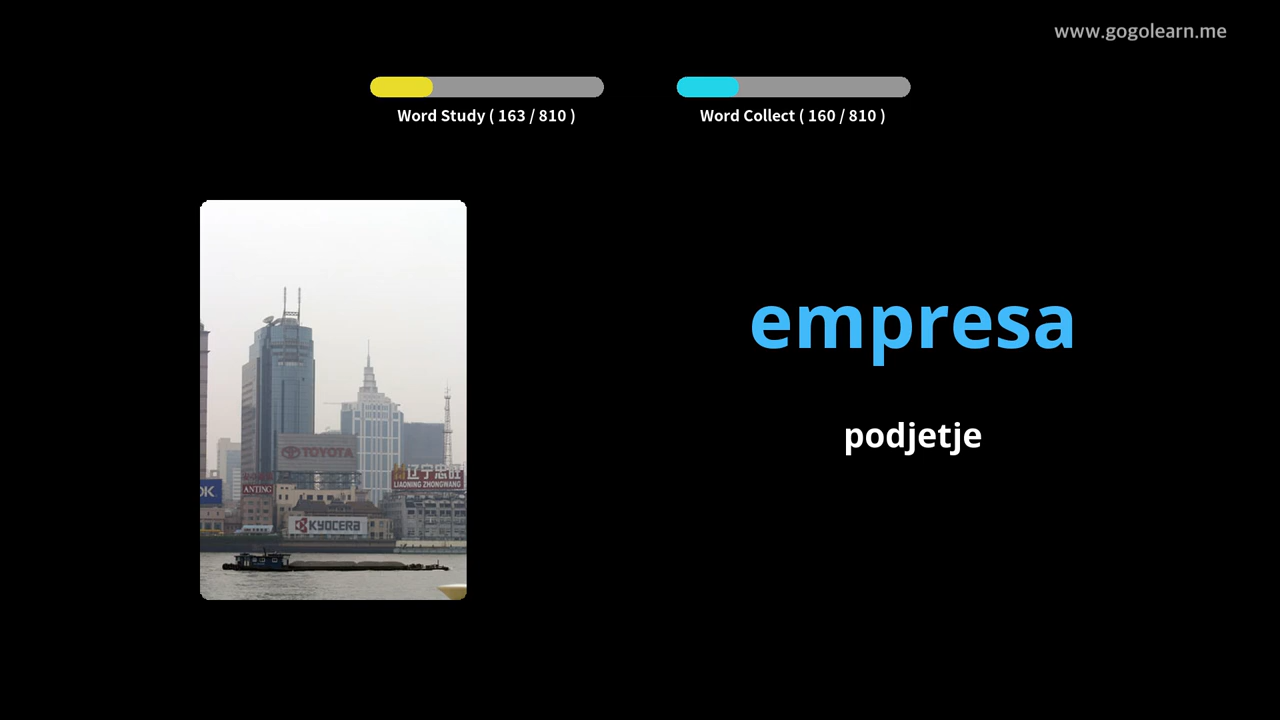 www.gogolearn.me
Word Study ( 163 / 810 )
Word Collect ( 160 / 810 )
empresa
podjetje
TOYOTA
辽宁忠旺
LIAONING ZHONGWANG
ANTING
OK
KYOCERA